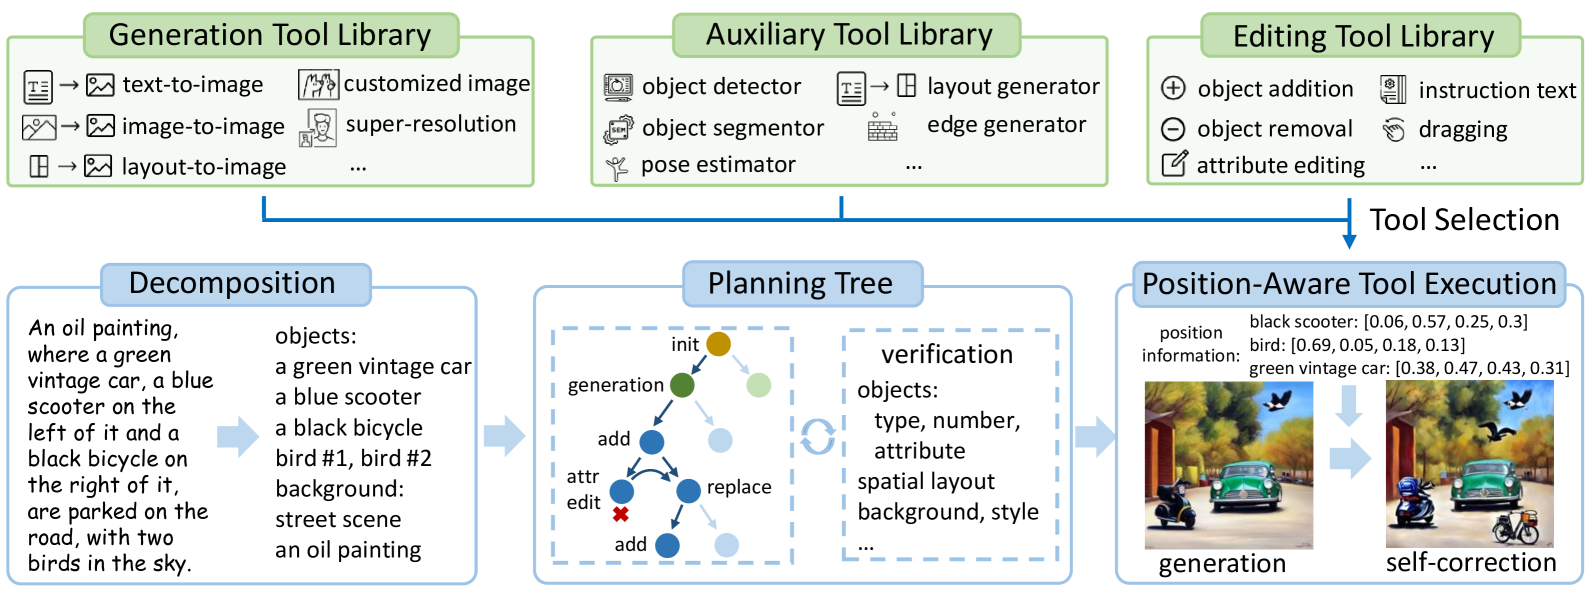 Generation Tool Library
text-to-image
customized image
image-to-image
super-resolution
layout-to-image
...
Auxiliary Tool Library
object detector
layout generator
object segmentor
edge generator
pose estimator
...
Editing Tool Library
object addition
instruction text
object removal
dragging
attribute editing
...
Tool Selection
Decomposition
An oil painting,
where a green
vintage car, a blue
scooter on the
left of it and a
black bicycle on
the right of it,
are parked on the
road, with two
birds in the sky.
objects:
a green vintage car
a blue scooter
a black bicycle
bird #1, bird #2
background:
street scene
an oil painting
Planning Tree
init
generation
add
attr
edit
replace
add
verification
objects:
type, number,
attribute
spatial layout
background, style
...
Position-Aware Tool Execution
position
information:
black scooter: [0.06, 0.57, 0.25, 0.3]
bird: [0.69, 0.05, 0.18, 0.13]
green vintage car: [0.38, 0.47, 0.43, 0.31]
generation
self-correction